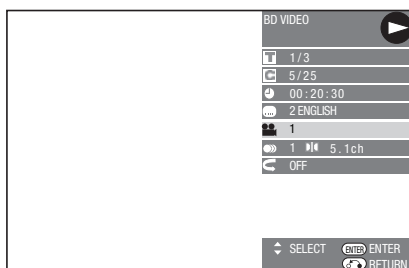 BD VIDEO
T 1/3
C 5/25
00:20:30
2 ENGLISH
1
1 5.1ch
OFF
SELECT ENTER ENTER
RETURN